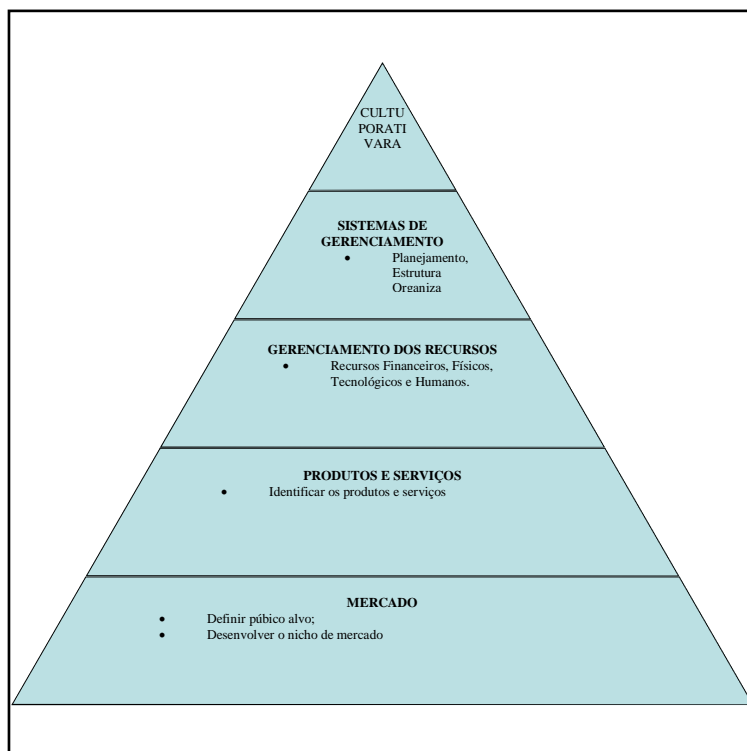 CULTU
PORATI
VARA
SISTEMAS DE
GERENCIAMENTO
• Planejamento,
Estrutura
Organiza
GERENCIAMENTO DOS RECURSOS
• Recursos Financeiros, Físicos,
Tecnológicos e Humanos.
PRODUTOS E SERVIÇOS
• Identificar os produtos e serviços
MERCADO
• Definir púbico alvo;
• Desenvolver o nicho de mercado